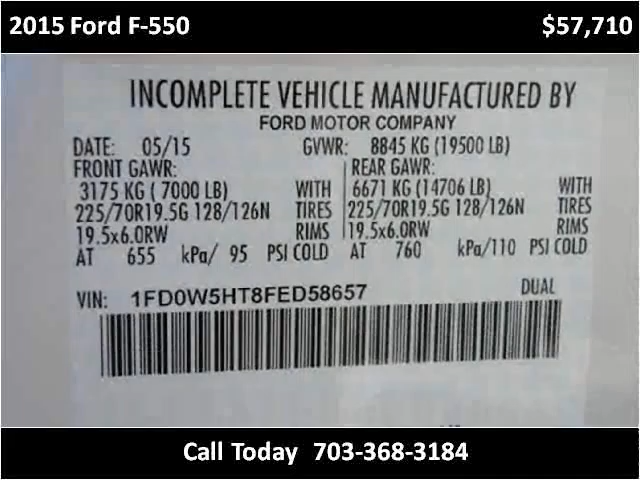 2015 Ford F-550 $57,710
INCOMPLETE VEHICLE MANUFACTURED BY
FORD MOTOR COMPANY
DATE: 05/15 GVWR: 8845 KG (19500 LB)
FRONT GAWR: REAR GAWR:
3175 KG ( 7000 LB) WITH 6671 KG (14706 LB) WITH
225/70R19.5G 128/126N TIRES 225/70R19.5G 128/126N TIRES
19.5x6.0RW RIMS 19.5x6.0RW RIMS
AT 655 kPa/ 95 PSI COLD AT 760 kPa/110 PSI COLD
VIN: 1FD0W5HT8FED58657 DUAL
Call Today 703-368-3184